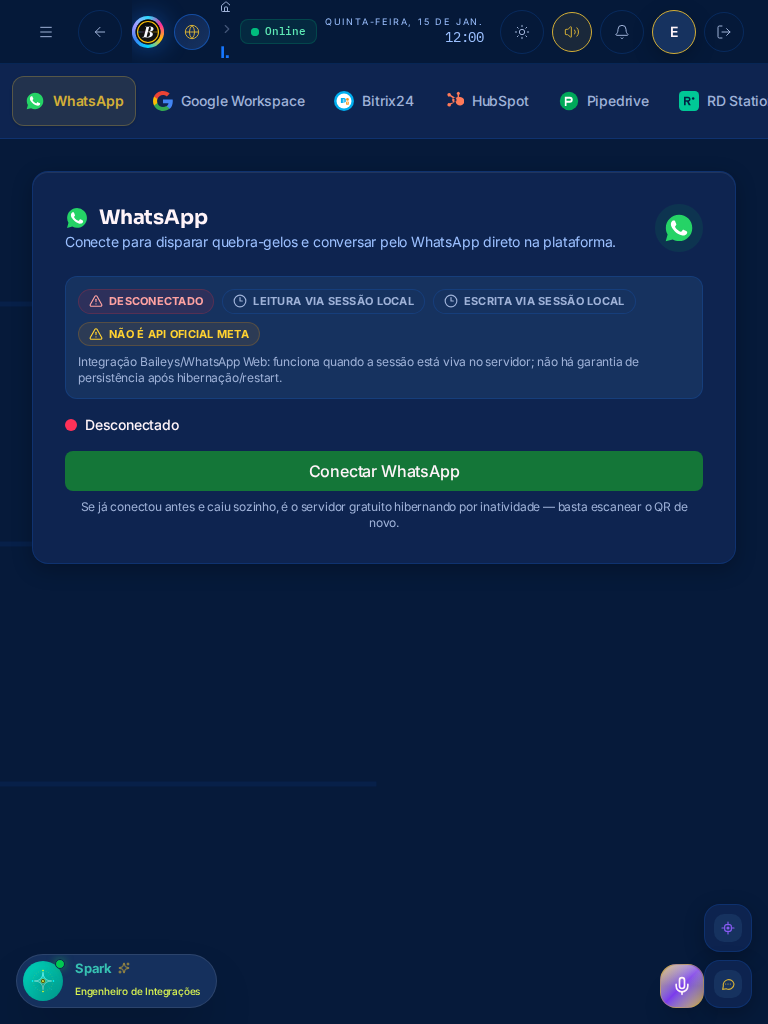 B
I.
Online
QUINTA-FEIRA, 15 DE JAN.
12:00
E
WhatsApp
Google Workspace
Bitrix24
HubSpot
Pipedrive
RD Statio
WhatsApp
Conecte para disparar quebra-gelos e conversar pelo WhatsApp direto na plataforma.
DESCONECTADO
LEITURA VIA SESSÃO LOCAL
ESCRITA VIA SESSÃO LOCAL
NÃO É API OFICIAL META
Integração Baileys/WhatsApp Web: funciona quando a sessão está viva no servidor; não há garantia de
persistência após hibernação/restart.
Desconectado
Conectar WhatsApp
Se já conectou antes e caiu sozinho, é o servidor gratuito hibernando por inatividade — basta escanear o QR de
novo.
Spark
Engenheiro de Integrações